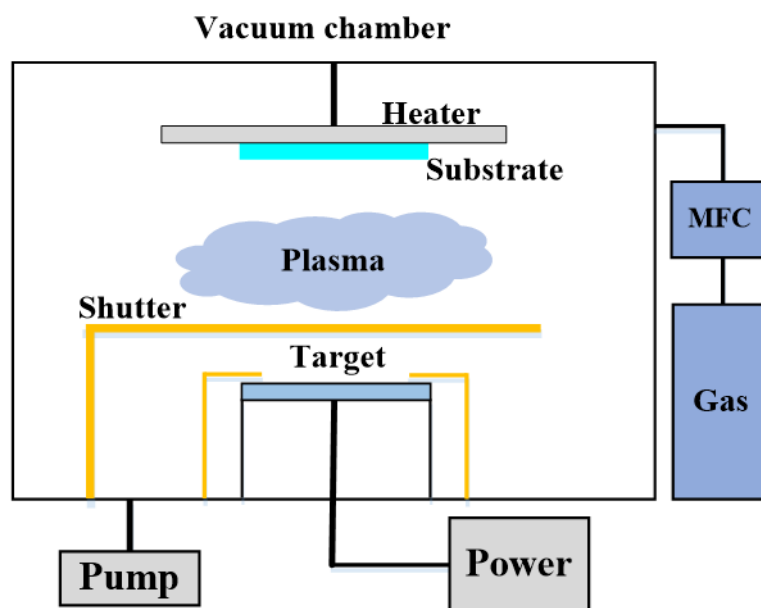 Vacuum chamber
Heater
Substrate
MFC
Plasma
Shutter
Target
Gas
Pump
Power